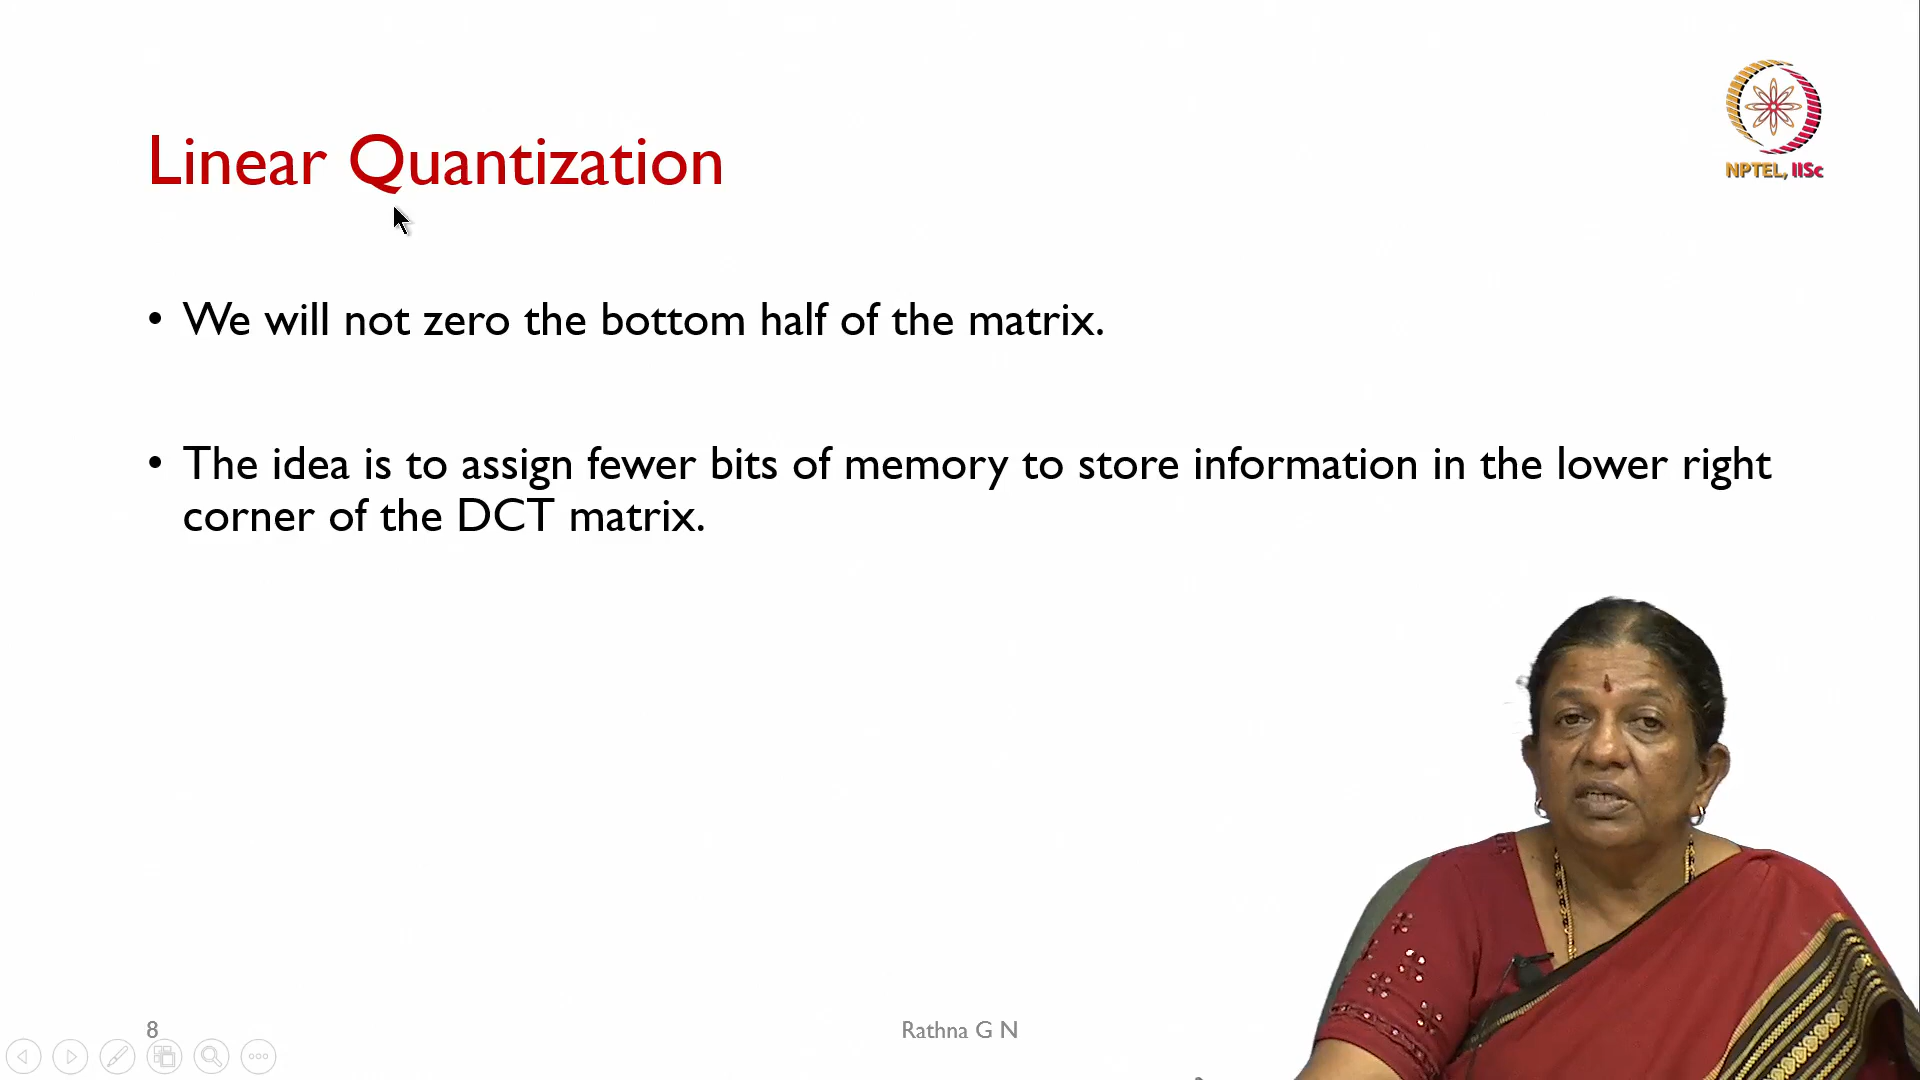 NPTEL, IISc
Linear Quantization
• We will not zero the bottom half of the matrix.
• The idea is to assign fewer bits of memory to store information in the lower right
corner of the DCT matrix.
8
Rathna G N